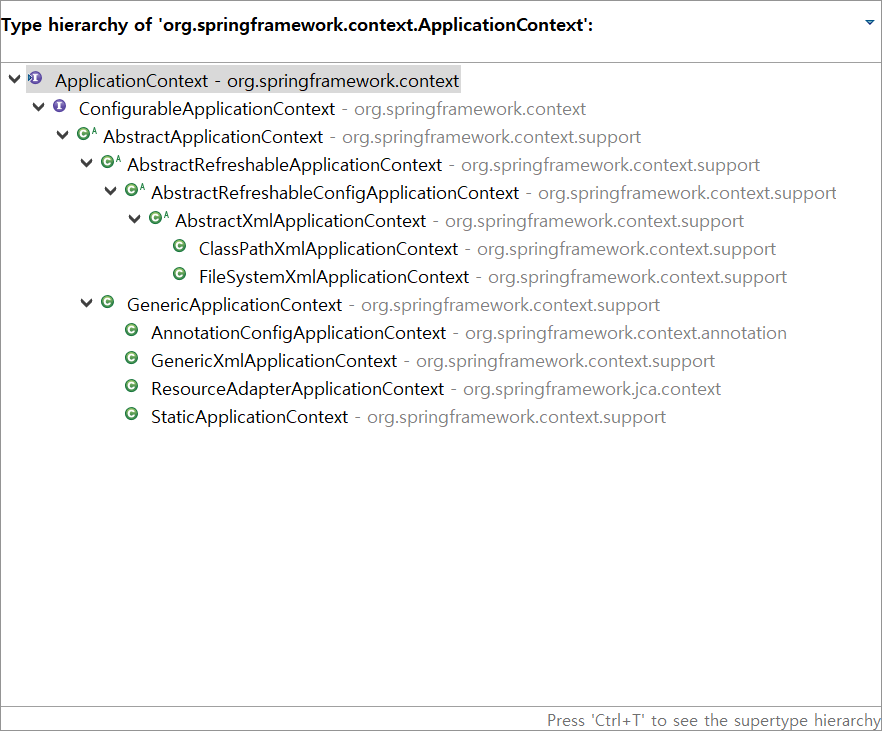 Type hierarchy of 'org.springframework.context.ApplicationContext':
ApplicationContext - org.springframework.context
ConfigurableApplicationContext - org.springframework.context
AbstractApplicationContext - org.springframework.context.support
AbstractRefreshableApplicationContext - org.springframework.context.support
AbstractRefreshableConfigApplicationContext - org.springframework.context.support
AbstractXmlApplicationContext - org.springframework.context.support
ClassPathXmlApplicationContext - org.springframework.context.support
FileSystemXmlApplicationContext - org.springframework.context.support
GenericApplicationContext - org.springframework.context.support
AnnotationConfigApplicationContext - org.springframework.context.annotation
GenericXmlApplicationContext - org.springframework.context.support
ResourceAdapterApplicationContext - org.springframework.jca.context
StaticApplicationContext - org.springframework.context.support
Press 'Ctrl+T' to see the supertype hierarchy